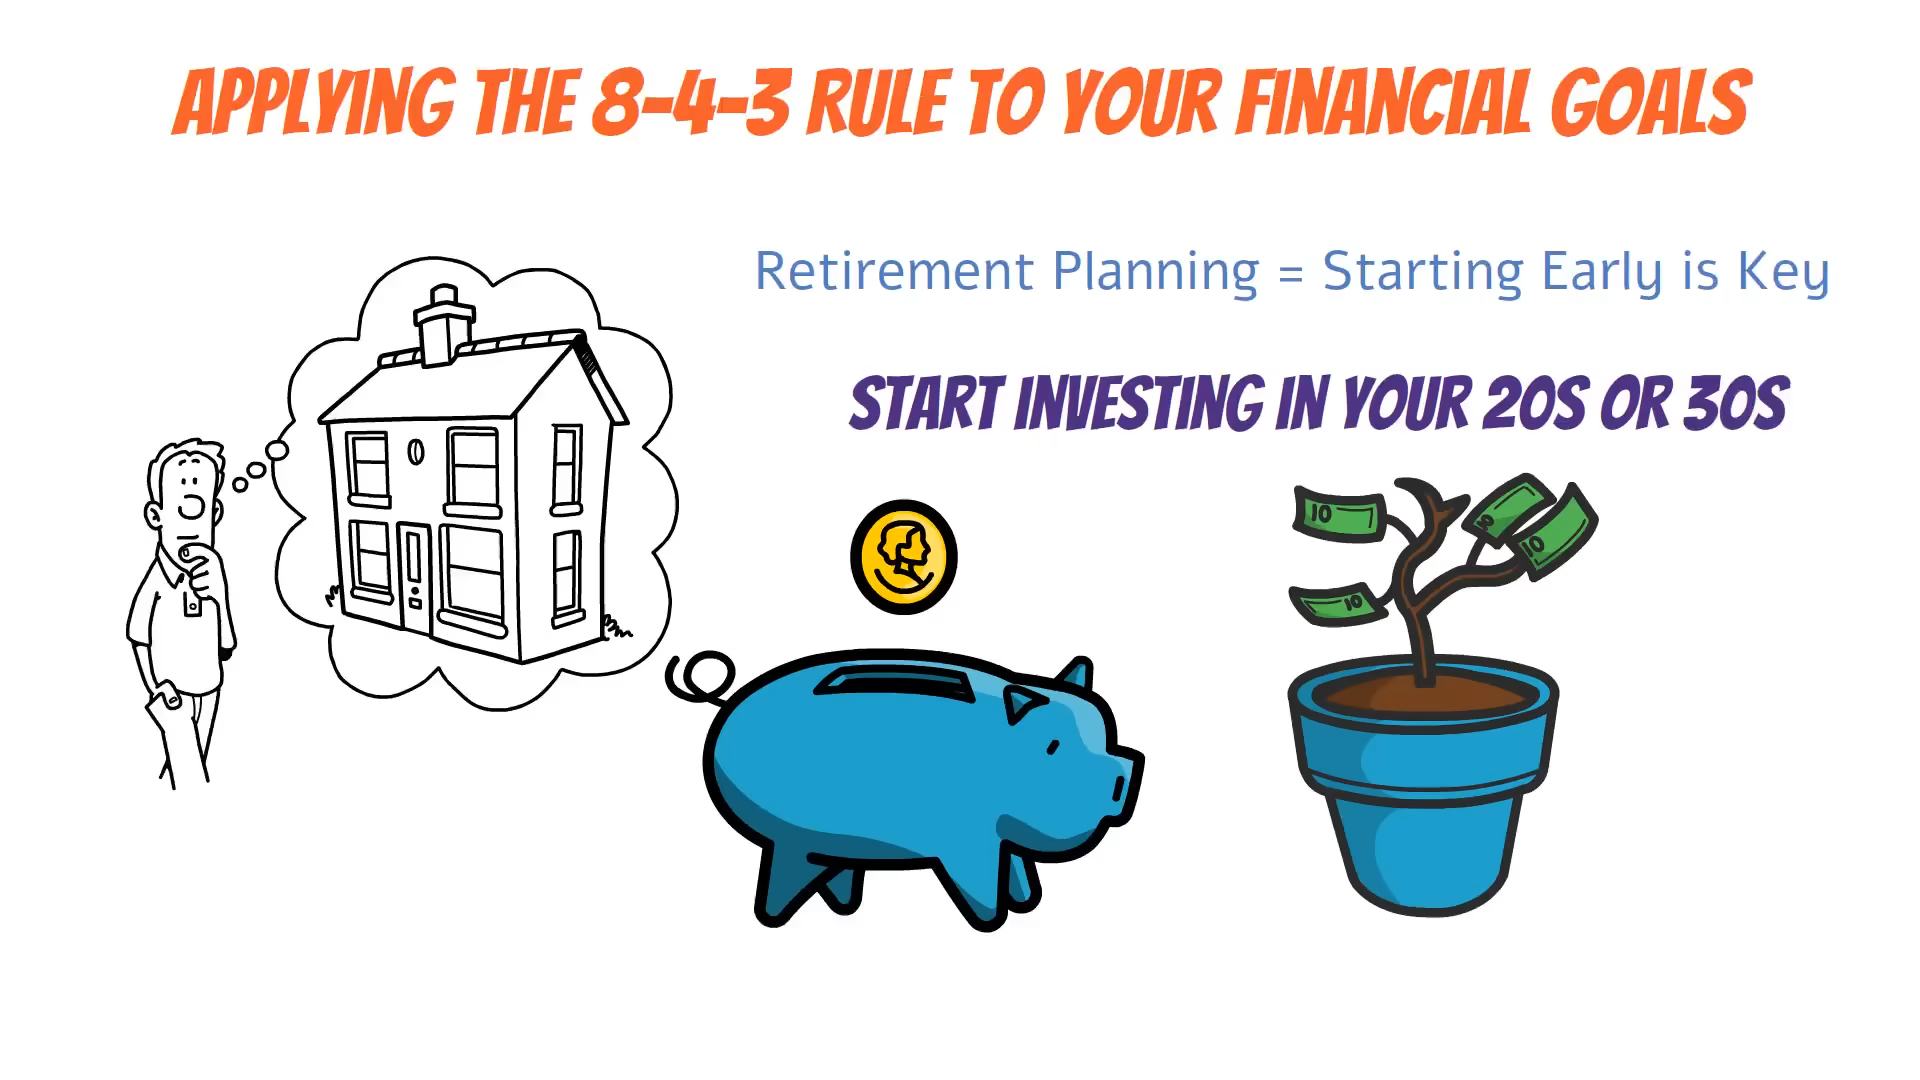 APPLYING THE 8-4-3 RULE TO YOUR FINANCIAL GOALS
Retirement Planning = Starting Early is Key
START INVESTING IN YOUR 20S OR 30S
10
10
10